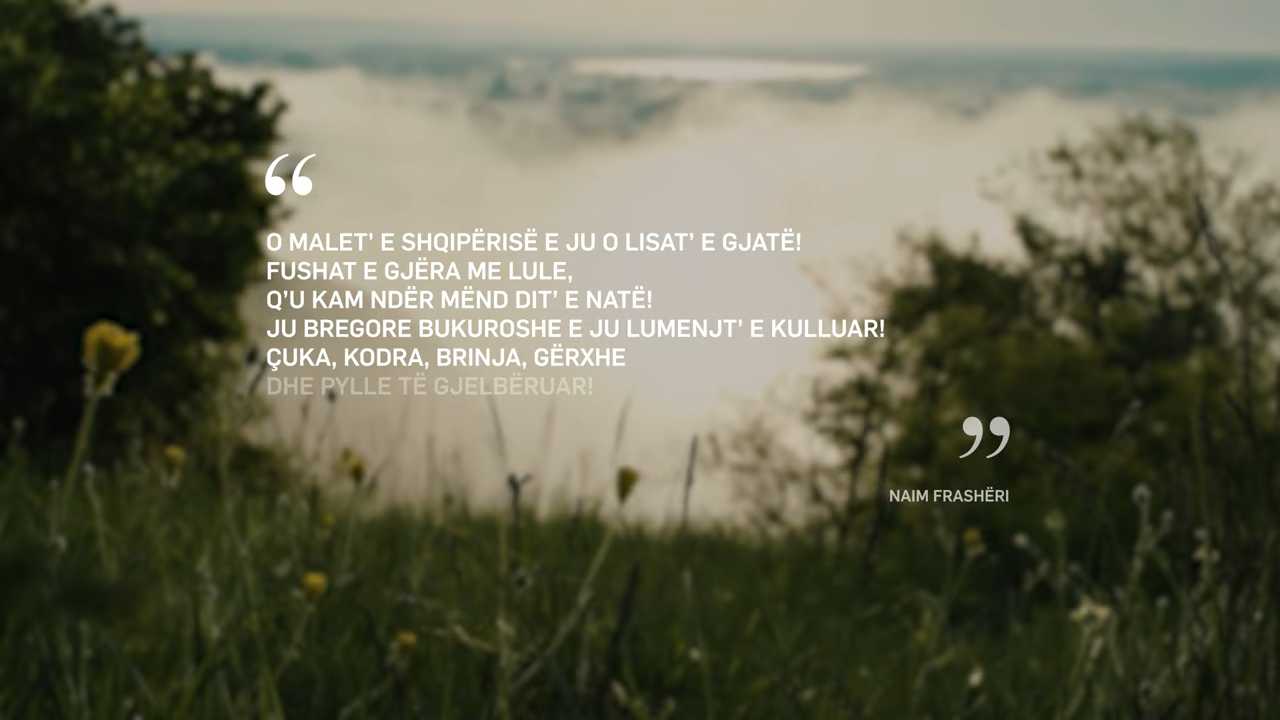 “
O MALET’ E SHQIPËRISË E JU O LISAT’ E GJATË!
FUSHAT E GJËRA ME LULE,
Q’U KAM NDËR MËND DIT’ E NATË!
JU BREGORE BUKUROSHE E JU LUMENJT’ E KULLUAR!
ÇUKA, KODRA, BRINJA, GËRXHE
DHE PYLLE TË GJELBËRUAR!
”
NAIM FRASHËRI